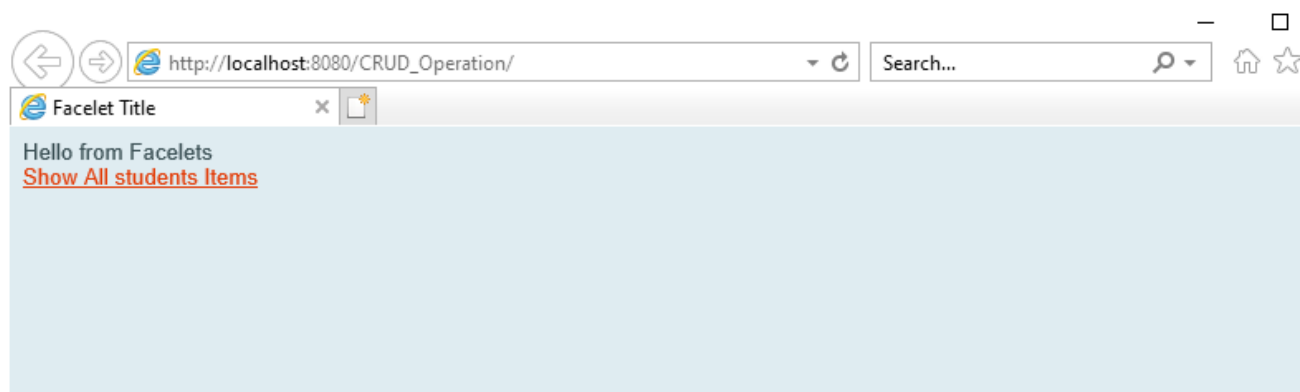 http://localhost:8080/CRUD_Operation/
Search...
Facelet Title
Hello from Facelets
Show All students Items